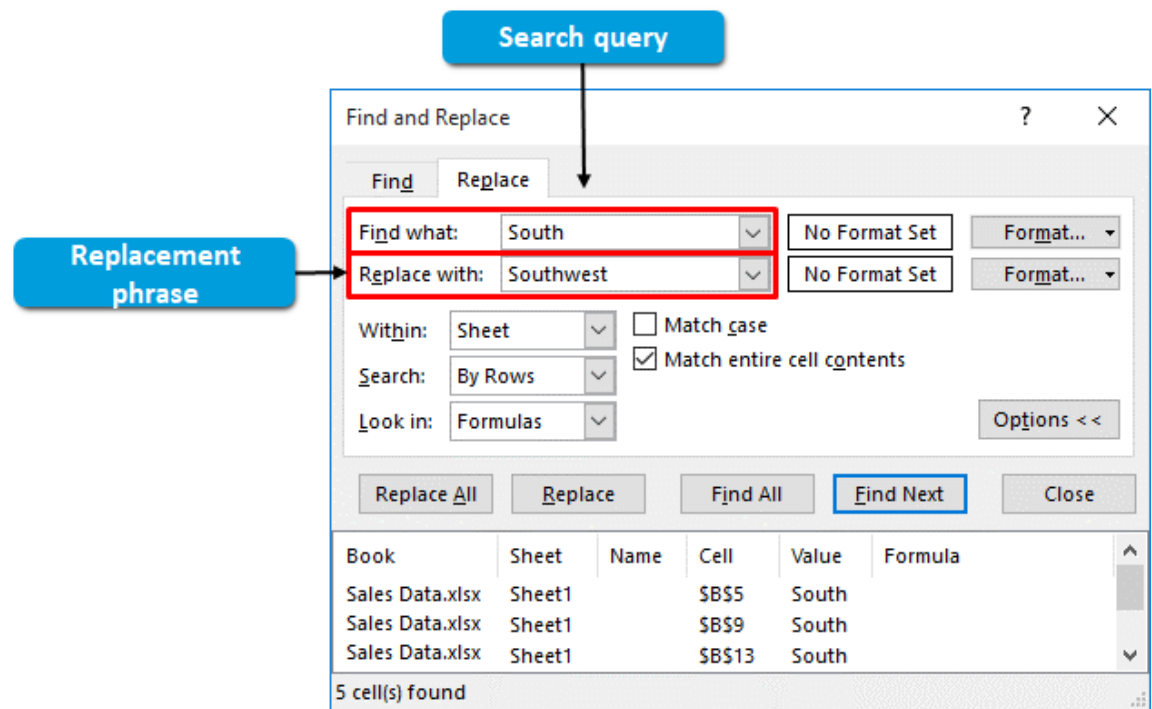 Search query
Find and Replace
?
Find Replace
Find what: South No Format Set Format...
Replacement
phrase
Replace with: Southwest No Format Set Format...
Within: Sheet Match case
Match entire cell contents
Search: By Rows
Look in: Formulas Options <<
Replace All Replace Find All Find Next Close
Book Sheet Name Cell Value Formula
Sales Data.xlsx Sheet1 $B$5 South
Sales Data.xlsx Sheet1 $B$9 South
Sales Data.xlsx Sheet1 $B$13 South
5 cell(s) found